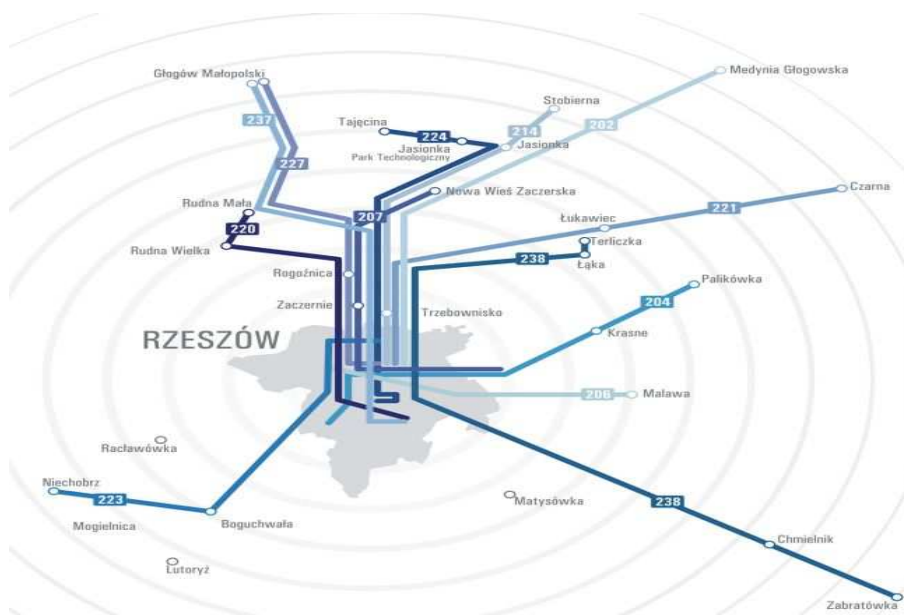 Medynia Głogowska
Głogów Małopolski
Stobierna
237
Tajęcina
224
214
202
Jasionka
Jasionka
Park Technologiczny
227
Nowa Wieś Zaczerska
Czarna
Rudna Mała
207
221
Łukawiec
220
Terliczka
Rudna Wielka
238
Łąka
Rogoźnica
Palikówka
204
Zaczernie
Trzebownisko
Krasne
RZESZÓW
206
Malawa
Racławówka
Niechobrz
223
Matysówka
238
Mogielnica
Boguchwała
Chmielnik
Lutoryż
Zabratówka